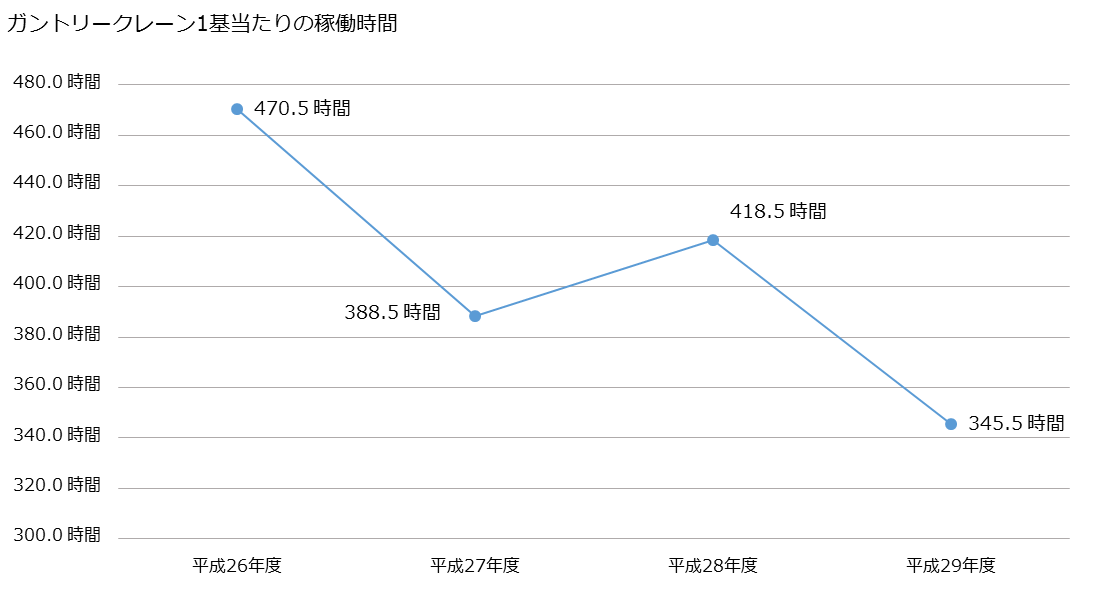 ガントリークレーン1基当たりの稼働時間
480.0 時間
470.5 時間
460.0 時間
440.0 時間
418.5 時間
420.0 時間
400.0 時間
388.5 時間
380.0 時間
360.0 時間
345.5 時間
340.0 時間
320.0 時間
300.0 時間
平成26年度 平成27年度 平成28年度 平成29年度